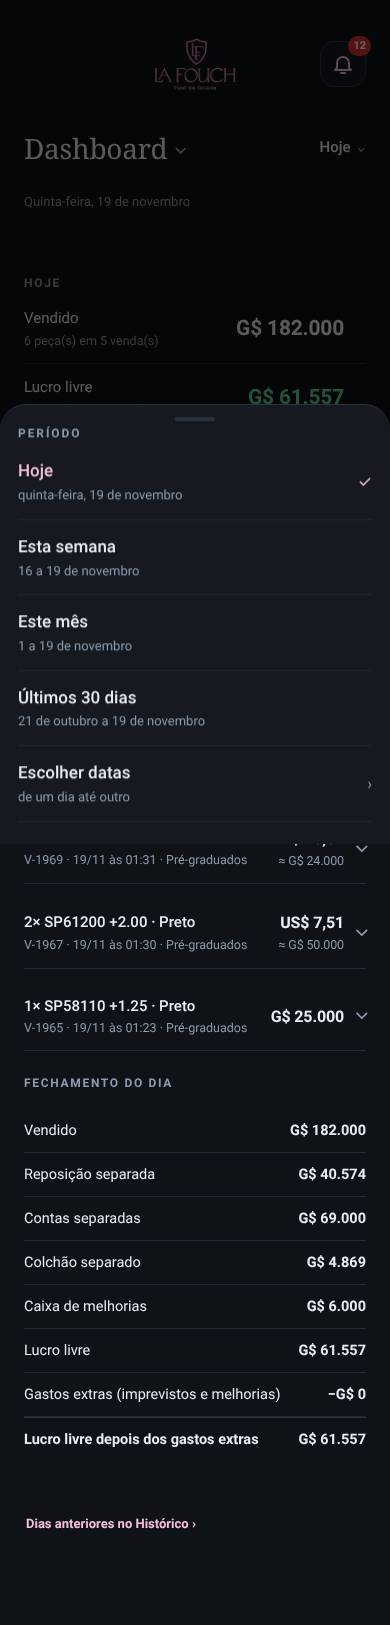 LA FOUCH
12
Dashboard
Hoje
Quinta-feira, 19 de novembro
HOJE
Vendido
G$ 182.000
6 peça(s) em 5 venda(s)
Lucro livre
G$ 61.557
PERÍODO
Hoje
quinta-feira, 19 de novembro
Esta semana
16 a 19 de novembro
Este mês
1 a 19 de novembro
Últimos 30 dias
21 de outubro a 19 de novembro
Escolher datas
de um dia até outro
V-1969 · 19/11 às 01:31 · Pré-graduados
≈ G$ 24.000
2× SP61200 +2.00 · Preto
US$ 7,51
V-1967 · 19/11 às 01:30 · Pré-graduados
≈ G$ 50.000
1× SP58110 +1.25 · Preto
G$ 25.000
V-1965 · 19/11 às 01:23 · Pré-graduados
FECHAMENTO DO DIA
Vendido G$ 182.000
Reposição separada G$ 40.574
Contas separadas G$ 69.000
Colchão separado G$ 4.869
Caixa de melhorias G$ 6.000
Lucro livre G$ 61.557
Gastos extras (imprevistos e melhorias) −G$ 0
Lucro livre depois dos gastos extras G$ 61.557
Dias anteriores no Histórico ›